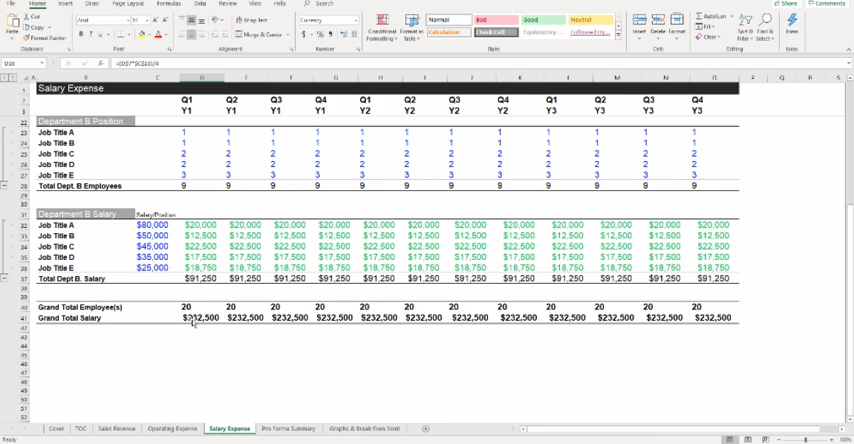 File Home Insert Draw Page Layout Formulas Data Review View Help Search Share Comments
Cut
Copy
Format Painter
Paste
Clipboard
Arial
Font
Wrap Text
Merge & Center
Alignment
Currency
Number
Conditional Formatting
Format as Table
Normal Bad Good Neutral
Calculation Check Cell Explanatory... Followed Hy...
Styles
Insert Delete Format
Cells
AutoSum
Fill
Clear
Sort & Filter
Find & Select
Editing
Ideas
Ideas
Salary Expense
Q1 Q2 Q3 Q4 Q1 Q2 Q3 Q4 Q1 Q2 Q3 Q4
Y1 Y1 Y1 Y1 Y2 Y2 Y2 Y2 Y3 Y3 Y3 Y3
Department B Position
Job Title A 1 1 1 1 1 1 1 1 1 1 1 1
Job Title B 1 1 1 1 1 1 1 1 1 1 1 1
Job Title C 2 2 2 2 2 2 2 2 2 2 2 2
Job Title D 2 2 2 2 2 2 2 2 2 2 2 2
Job Title E 3 3 3 3 3 3 3 3 3 3 3 3
Total Dept. B Employees 9 9 9 9 9 9 9 9 9 9 9 9
Department B Salary Salary/Position
Job Title A $80,000 $20,000 $20,000 $20,000 $20,000 $20,000 $20,000 $20,000 $20,000 $20,000 $20,000 $20,000 $20,000
Job Title B $50,000 $12,500 $12,500 $12,500 $12,500 $12,500 $12,500 $12,500 $12,500 $12,500 $12,500 $12,500 $12,500
Job Title C $45,000 $22,500 $22,500 $22,500 $22,500 $22,500 $22,500 $22,500 $22,500 $22,500 $22,500 $22,500 $22,500
Job Title D $35,000 $17,500 $17,500 $17,500 $17,500 $17,500 $17,500 $17,500 $17,500 $17,500 $17,500 $17,500 $17,500
Job Title E $25,000 $18,750 $18,750 $18,750 $18,750 $18,750 $18,750 $18,750 $18,750 $18,750 $18,750 $18,750 $18,750
Total Dept B. Salary $91,250 $91,250 $91,250 $91,250 $91,250 $91,250 $91,250 $91,250 $91,250 $91,250 $91,250 $91,250
Grand Total Employee(s) 20 20 20 20 20 20 20 20 20 20 20 20
Grand Total Salary $232,500 $232,500 $232,500 $232,500 $232,500 $232,500 $232,500 $232,500 $232,500 $232,500 $232,500 $232,500
Cover TOC Sales Revenue Operating Expense Salary Expense Pro Forma Summary Graphs & Break-Even Point
Ready 100%